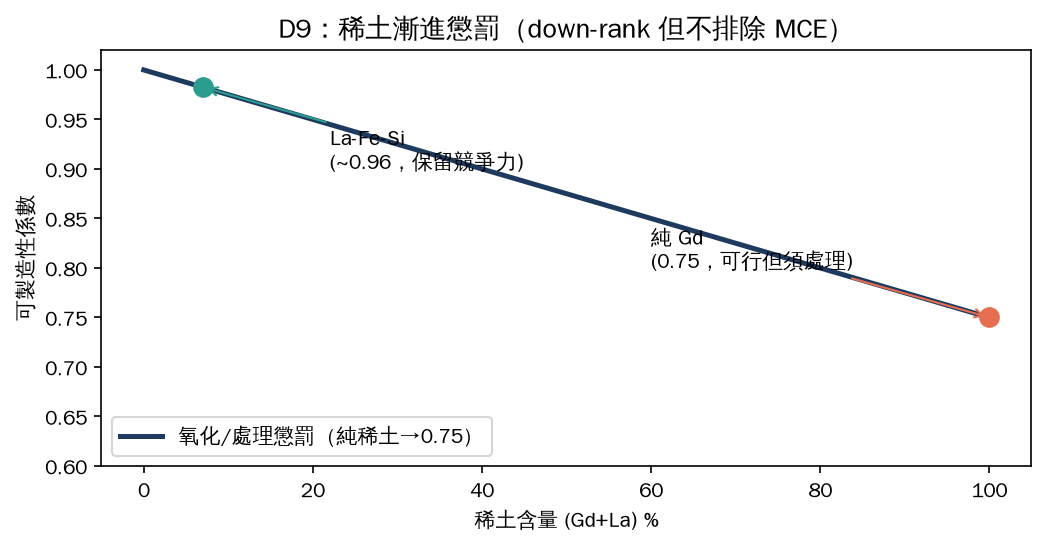 D9：稀土漸進懲罰（down-rank 但不排除 MCE）
可製造性係數
1.00
0.95
0.90
0.85
0.80
0.75
0.70
0.65
0.60
La-Fe-Si
(~0.96，保留競爭力)
純 Gd
(0.75，可行但須處理)
氧化/處理懲罰（純稀土→0.75）
0 20 40 60 80 100
稀土含量 (Gd+La) %